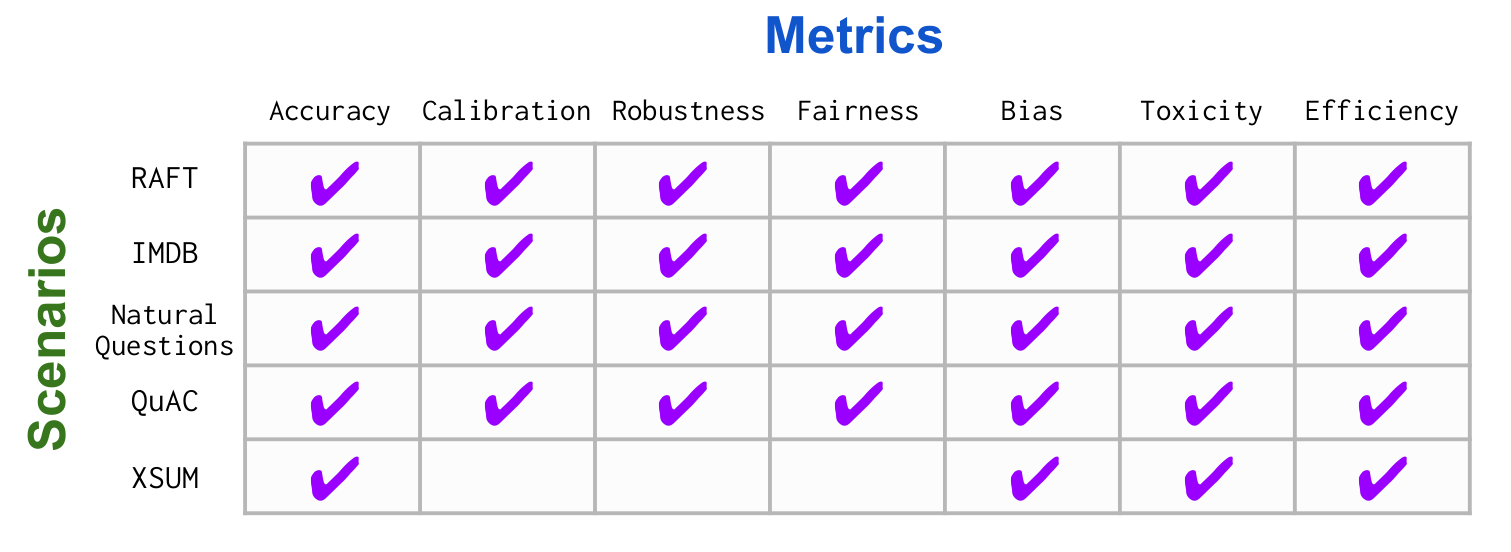 Metrics
Accuracy Calibration Robustness Fairness Bias Toxicity Efficiency
Scenarios
RAFT ✔ ✔ ✔ ✔ ✔ ✔ ✔
IMDB ✔ ✔ ✔ ✔ ✔ ✔ ✔
Natural
Questions ✔ ✔ ✔ ✔ ✔ ✔ ✔
QuAC ✔ ✔ ✔ ✔ ✔ ✔ ✔
XSUM ✔ ✔ ✔ ✔